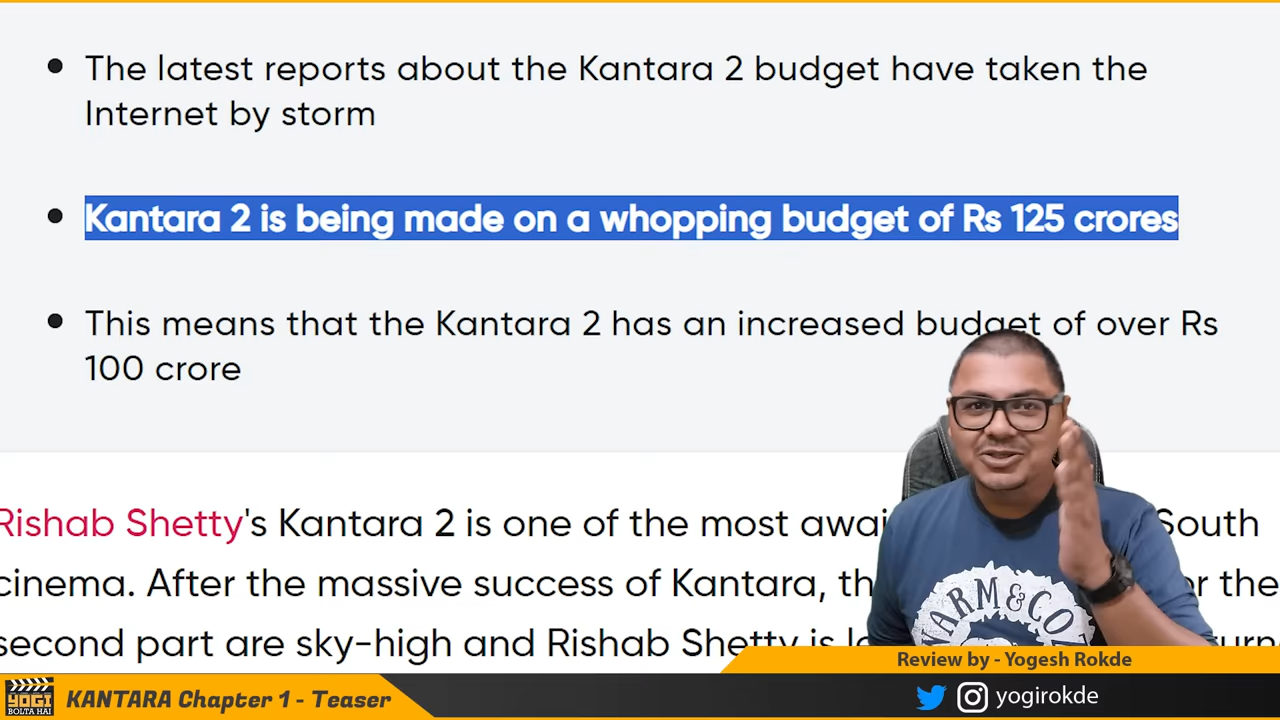 The latest reports about the Kantara 2 budget have taken the
Internet by storm
Kantara 2 is being made on a whopping budget of Rs 125 crores
This means that the Kantara 2 has an increased budget of over Rs
100 crore
Rishab Shetty's Kantara 2 is one of the most South
cinema. After the massive success of Kantara, the
second part are sky-high and Rishab Shetty is
Review by - Yogesh Rokde
YOGI
BOLTA HAI
KANTARA Chapter 1 - Teaser
yogirokde